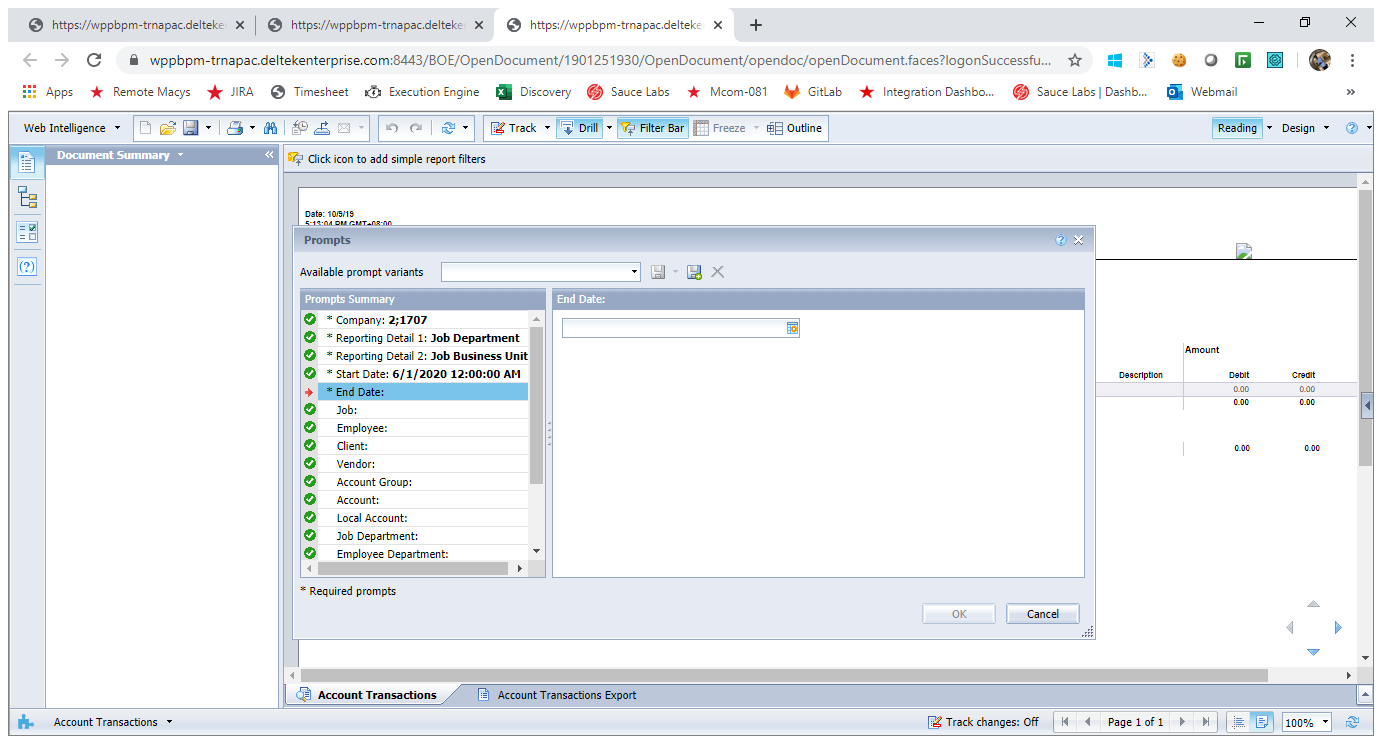 https://wppbpm-trnapac.delteke
https://wppbpm-trnapac.delteke
https://wppbpm-trnapac.delteke
wppbpm-trnapac.deltekenterprise.com:8443/BOE/OpenDocument/1901251930/OpenDocument/opendoc/openDocument.faces?logonSuccessfu...
Apps Remote Macys JIRA Timesheet Execution Engine Discovery Sauce Labs Mcom-081 GitLab Integration Dashbo... Sauce Labs | Dashb... Webmail »
Web Intelligence Track Drill Filter Bar Freeze Outline Reading Design
Document Summary «
Click icon to add simple report filters
Date: 10/9/19
5:13:04 PM GMT+08:00
Prompts
Available prompt variants
Prompts Summary
* Company: 2;1707
* Reporting Detail 1: Job Department
* Reporting Detail 2: Job Business Unit
* Start Date: 6/1/2020 12:00:00 AM
* End Date:
Job:
Employee:
Client:
Vendor:
Account Group:
Account:
Local Account:
Job Department:
Employee Department:
End Date:
* Required prompts
OK Cancel
Amount
Description Debit Credit
0.00 0.00
0.00 0.00
0.00 0.00
Account Transactions Account Transactions Export
Account Transactions Track changes: Off Page 1 of 1 100%